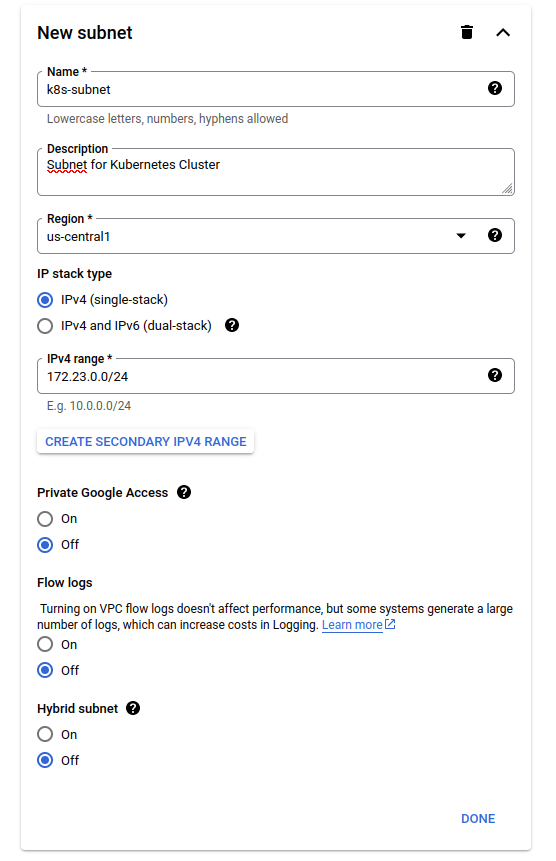 New subnet
Name *
k8s-subnet
Lowercase letters, numbers, hyphens allowed
Description
Subnet for Kubernetes Cluster
Region *
us-central1
IP stack type
IPv4 (single-stack)
IPv4 and IPv6 (dual-stack)
IPv4 range *
172.23.0.0/24
E.g. 10.0.0.0/24
CREATE SECONDARY IPV4 RANGE
Private Google Access
On
Off
Flow logs
Turning on VPC flow logs doesn't affect performance, but some systems generate a large
number of logs, which can increase costs in Logging. Learn more
On
Off
Hybrid subnet
On
Off
DONE